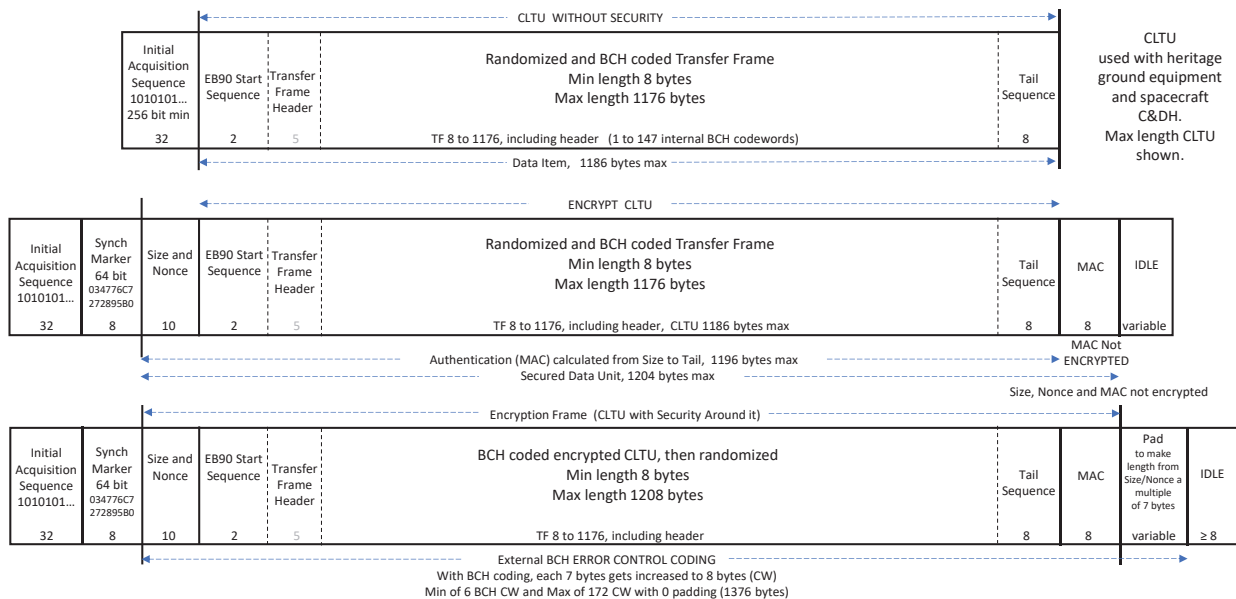 CLTU WITHOUT SECURITY
Initial
Acquisition
Sequence
1010101...
256 bit min
32
EB90 Start
Sequence
2
Transfer
Frame
Header
5
Randomized and BCH coded Transfer Frame
Min length 8 bytes
Max length 1176 bytes
TF 8 to 1176, including header (1 to 147 internal BCH codewords)
Tail
Sequence
8
Data Item, 1186 bytes max
CLTU
used with heritage
ground equipment
and spacecraft
C&DH.
Max length CLTU
shown.
ENCRYPT CLTU
Initial
Acquisition
Sequence
1010101...
32
Synch
Marker
64 bit
034776C7
272895B0
8
Size and
Nonce
10
EB90 Start
Sequence
2
Transfer
Frame
Header
5
Randomized and BCH coded Transfer Frame
Min length 8 bytes
Max length 1176 bytes
TF 8 to 1176, including header, CLTU 1186 bytes max
Tail
Sequence
8
MAC
8
IDLE
variable
MAC Not
ENCRYPTED
Authentication (MAC) calculated from Size to Tail, 1196 bytes max
Secured Data Unit, 1204 bytes max
Size, Nonce and MAC not encrypted
Encryption Frame (CLTU with Security Around it)
Initial
Acquisition
Sequence
1010101...
32
Synch
Marker
64 bit
034776C7
272895B0
8
Size and
Nonce
10
EB90 Start
Sequence
2
Transfer
Frame
Header
5
BCH coded encrypted CLTU, then randomized
Min length 8 bytes
Max length 1208 bytes
TF 8 to 1176, including header
Tail
Sequence
8
MAC
8
Pad
to make
length from
Size/Nonce a
multiple
of 7 bytes
variable
IDLE
≥ 8
External BCH ERROR CONTROL CODING
With BCH coding, each 7 bytes gets increased to 8 bytes (CW)
Min of 6 BCH CW and Max of 172 CW with 0 padding (1376 bytes)